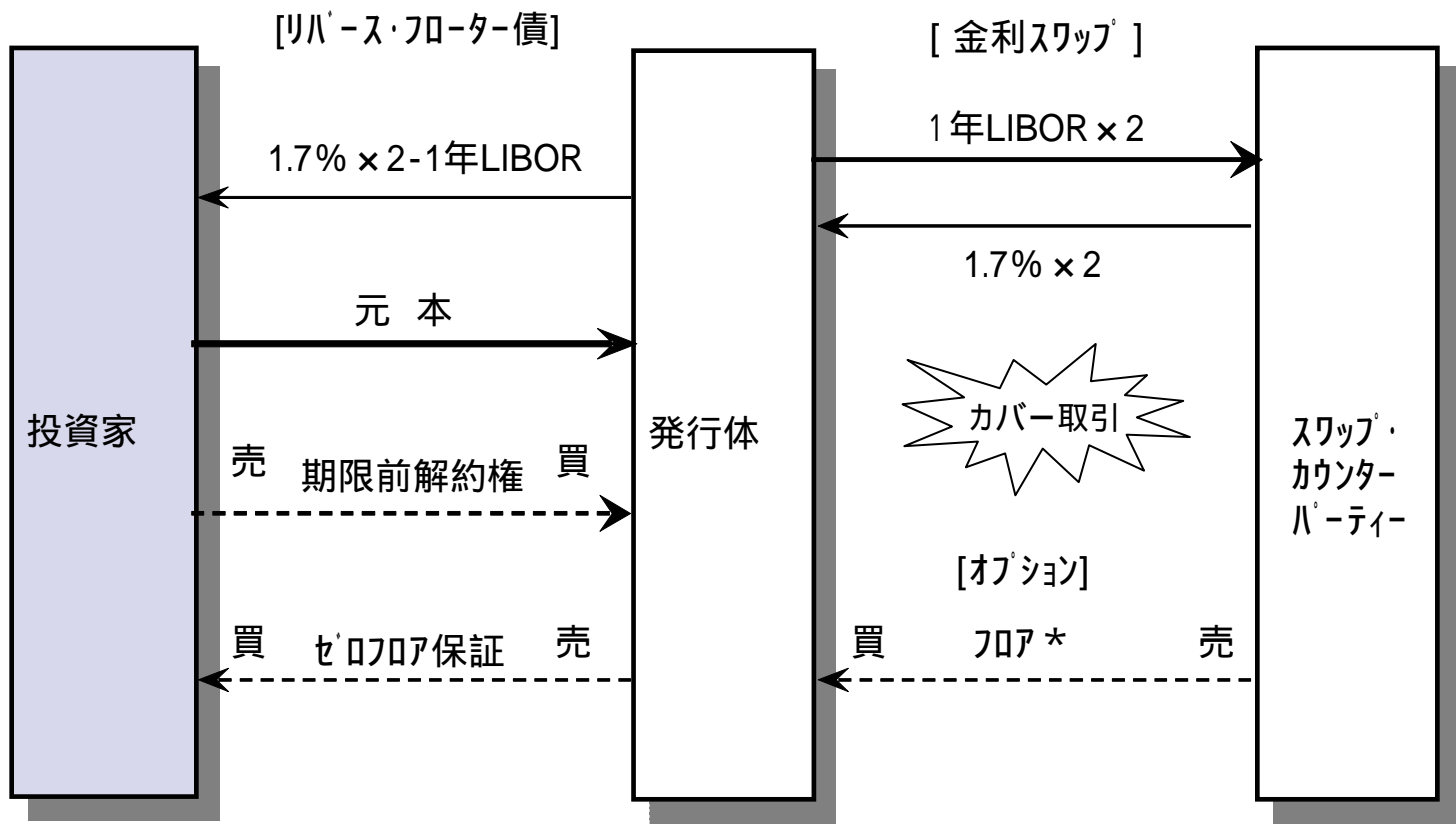 [ﾘﾊﾞｰｽ･ﾌﾛｰﾀｰ債]
[ 金利ｽﾜｯﾌﾟ ]
1.7% × 2-1年LIBOR
1年LIBOR × 2
1.7% × 2
元 本
投資家
発行体
カバー取引
ｽﾜｯﾌﾟ･
ｶｳﾝﾀｰ
ﾊﾟｰﾃｨｰ
売 期限前解約権 買
[ｵﾌﾟｼｮﾝ]
買 ｾﾞﾛﾌﾛｱ保証 売
買 ﾌﾛｱ * 売